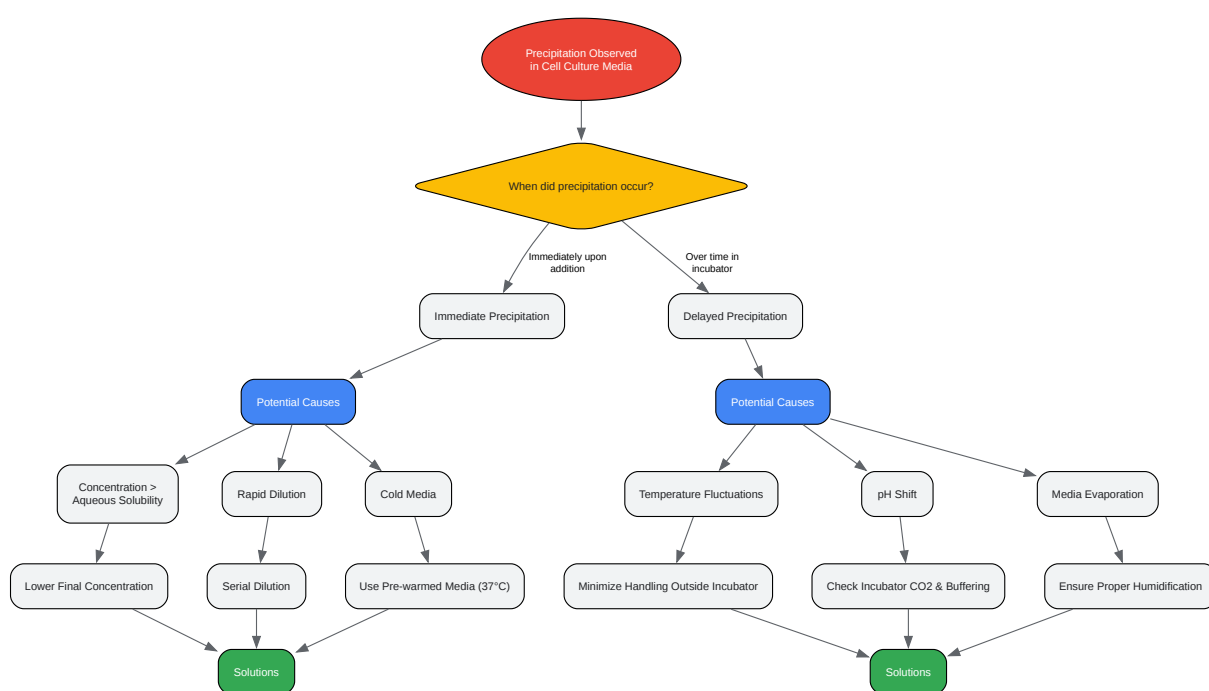 Precipitation Observed
in Cell Culture Media
When did precipitation occur?
Immediately upon
addition
Over time in
incubator
Immediate Precipitation
Delayed Precipitation
Potential Causes
Potential Causes
Concentration >
Aqueous Solubility
Rapid Dilution
Cold Media
Temperature Fluctuations
pH Shift
Media Evaporation
Lower Final Concentration
Serial Dilution
Use Pre-warmed Media (37°C)
Minimize Handling Outside Incubator
Check Incubator CO2 & Buffering
Ensure Proper Humidification
Solutions
Solutions